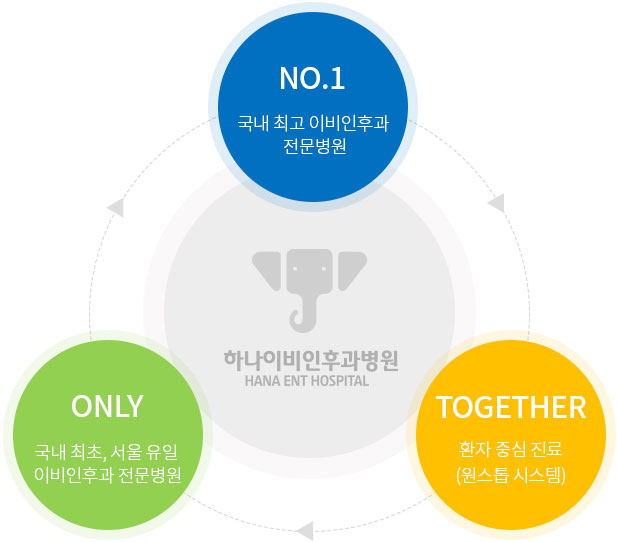 NO.1
국내 최고 이비인후과
전문병원
하나이비인후과병원
HANA ENT HOSPITAL
ONLY
국내 최초, 서울 유일
이비인후과 전문병원
TOGETHER
환자 중심 진료
(원스톱 시스템)